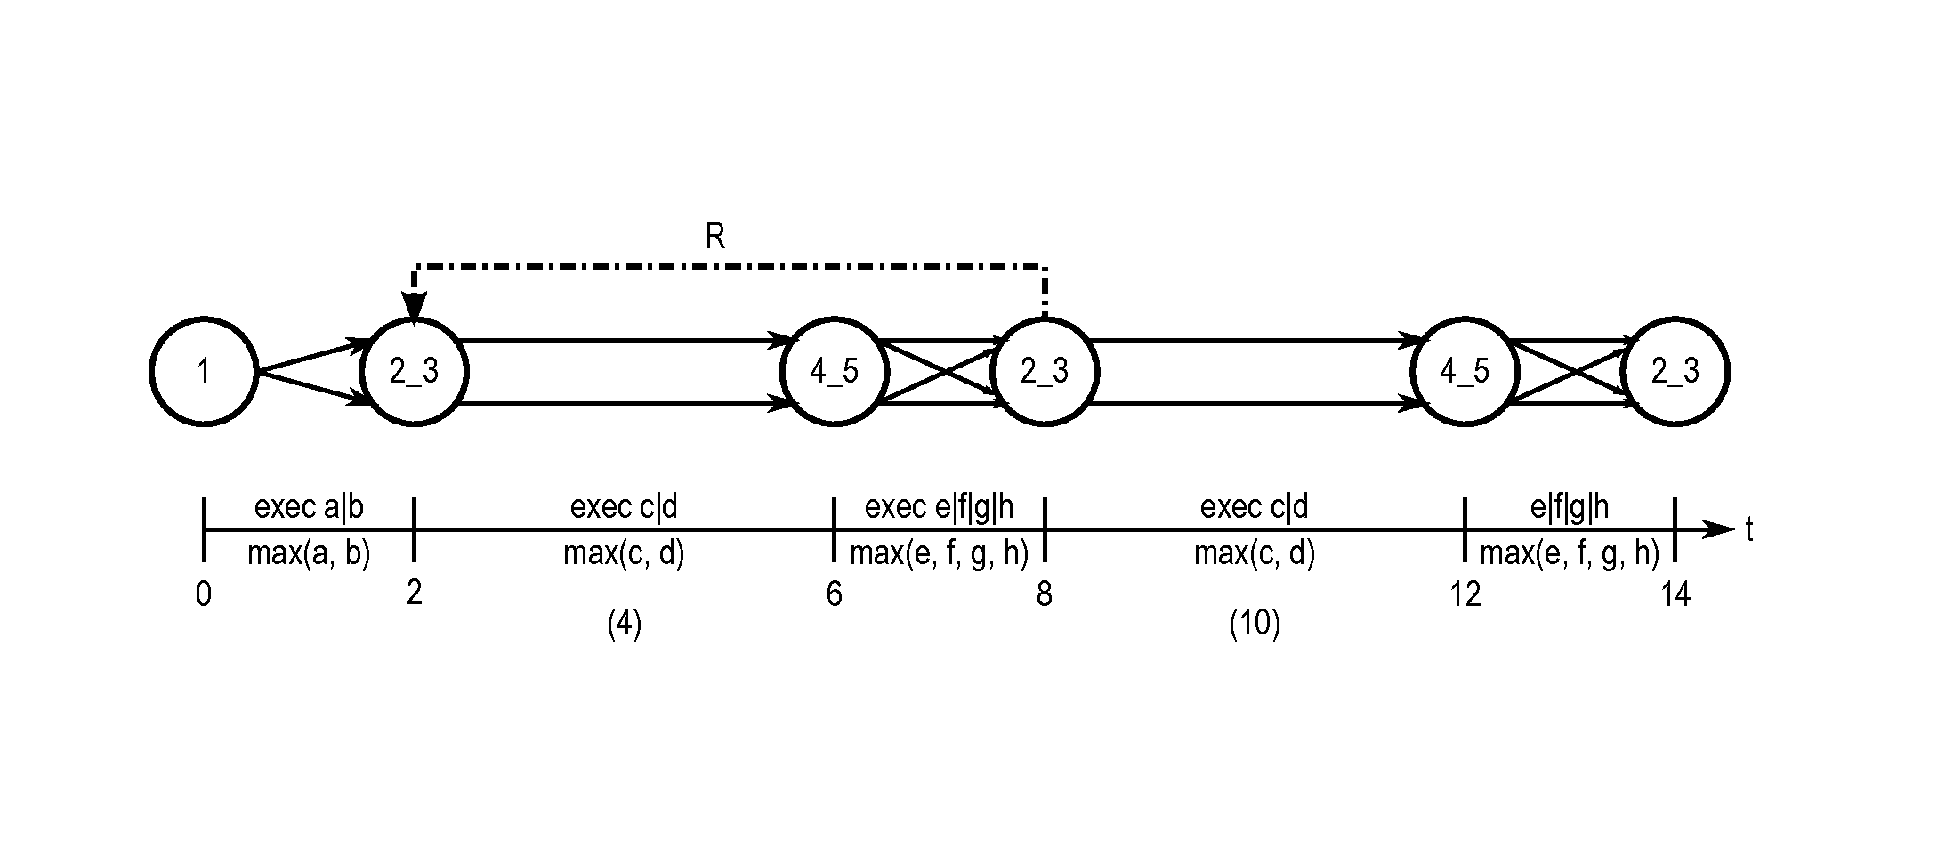 R
1 2_3 4_5 2_3 4_5 2_3
exec a|b exec c|d exec e|f|g|h exec c|d e|f|g|h
t
max(a, b) max(c, d) max(e, f, g, h) max(c, d) max(e, f, g, h)
0 2 6 8 12 14
(4) (10)